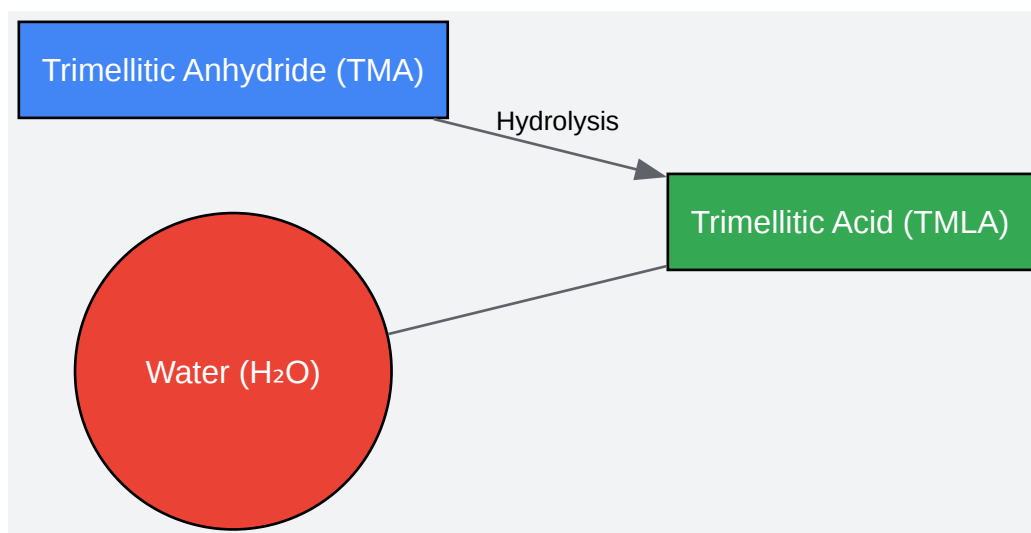 Trimellitic Anhydride (TMA)
Hydrolysis
Trimellitic Acid (TMLA)
Water (H₂O)